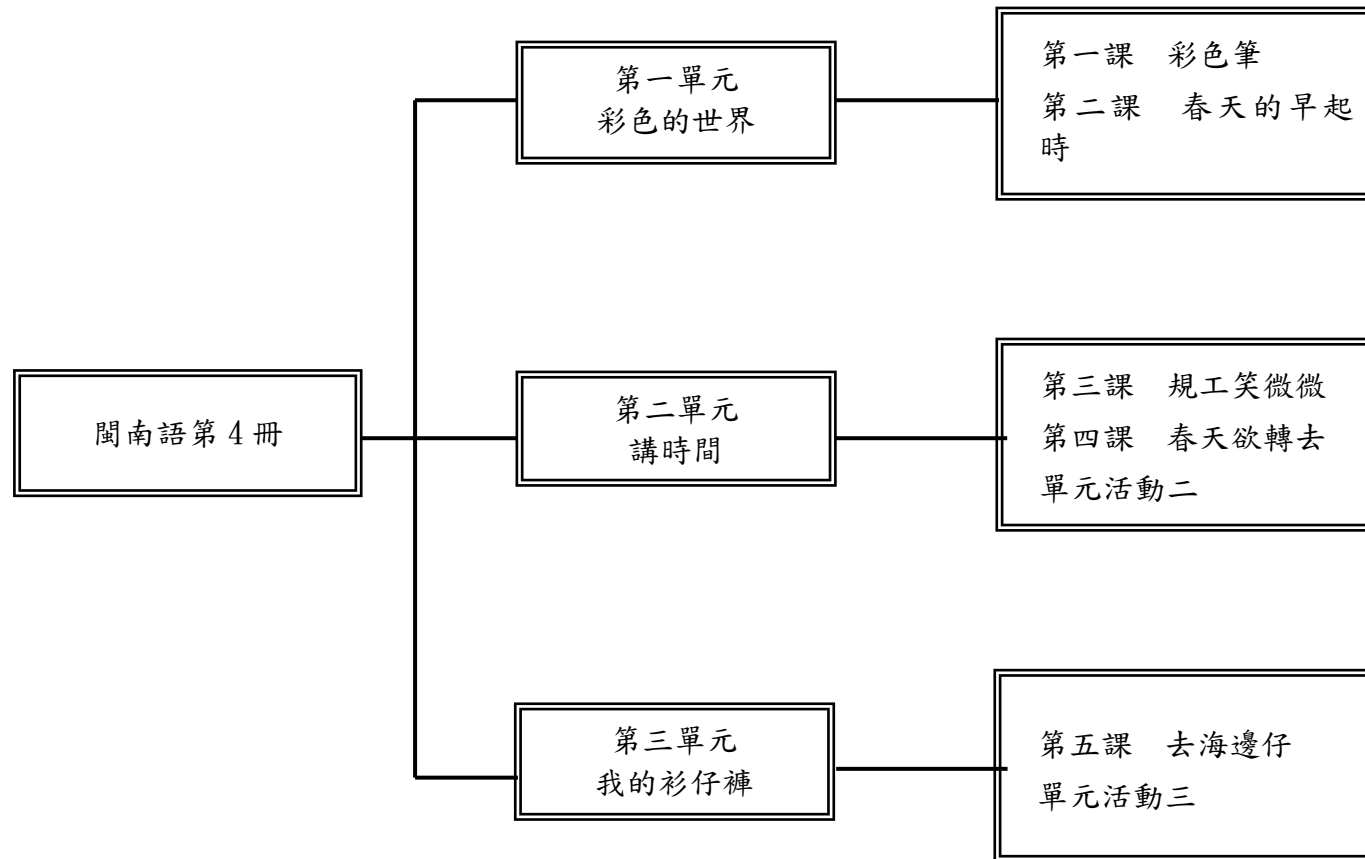 閩南語第4冊
第一單元
彩色的世界
第一課　彩色筆
第二課　春天的早起
時
第二單元
講時間
第三課　規工笑微微
第四課　春天欲轉去
單元活動二
第三單元
我的衫仔褲
第五課　去海邊仔
單元活動三